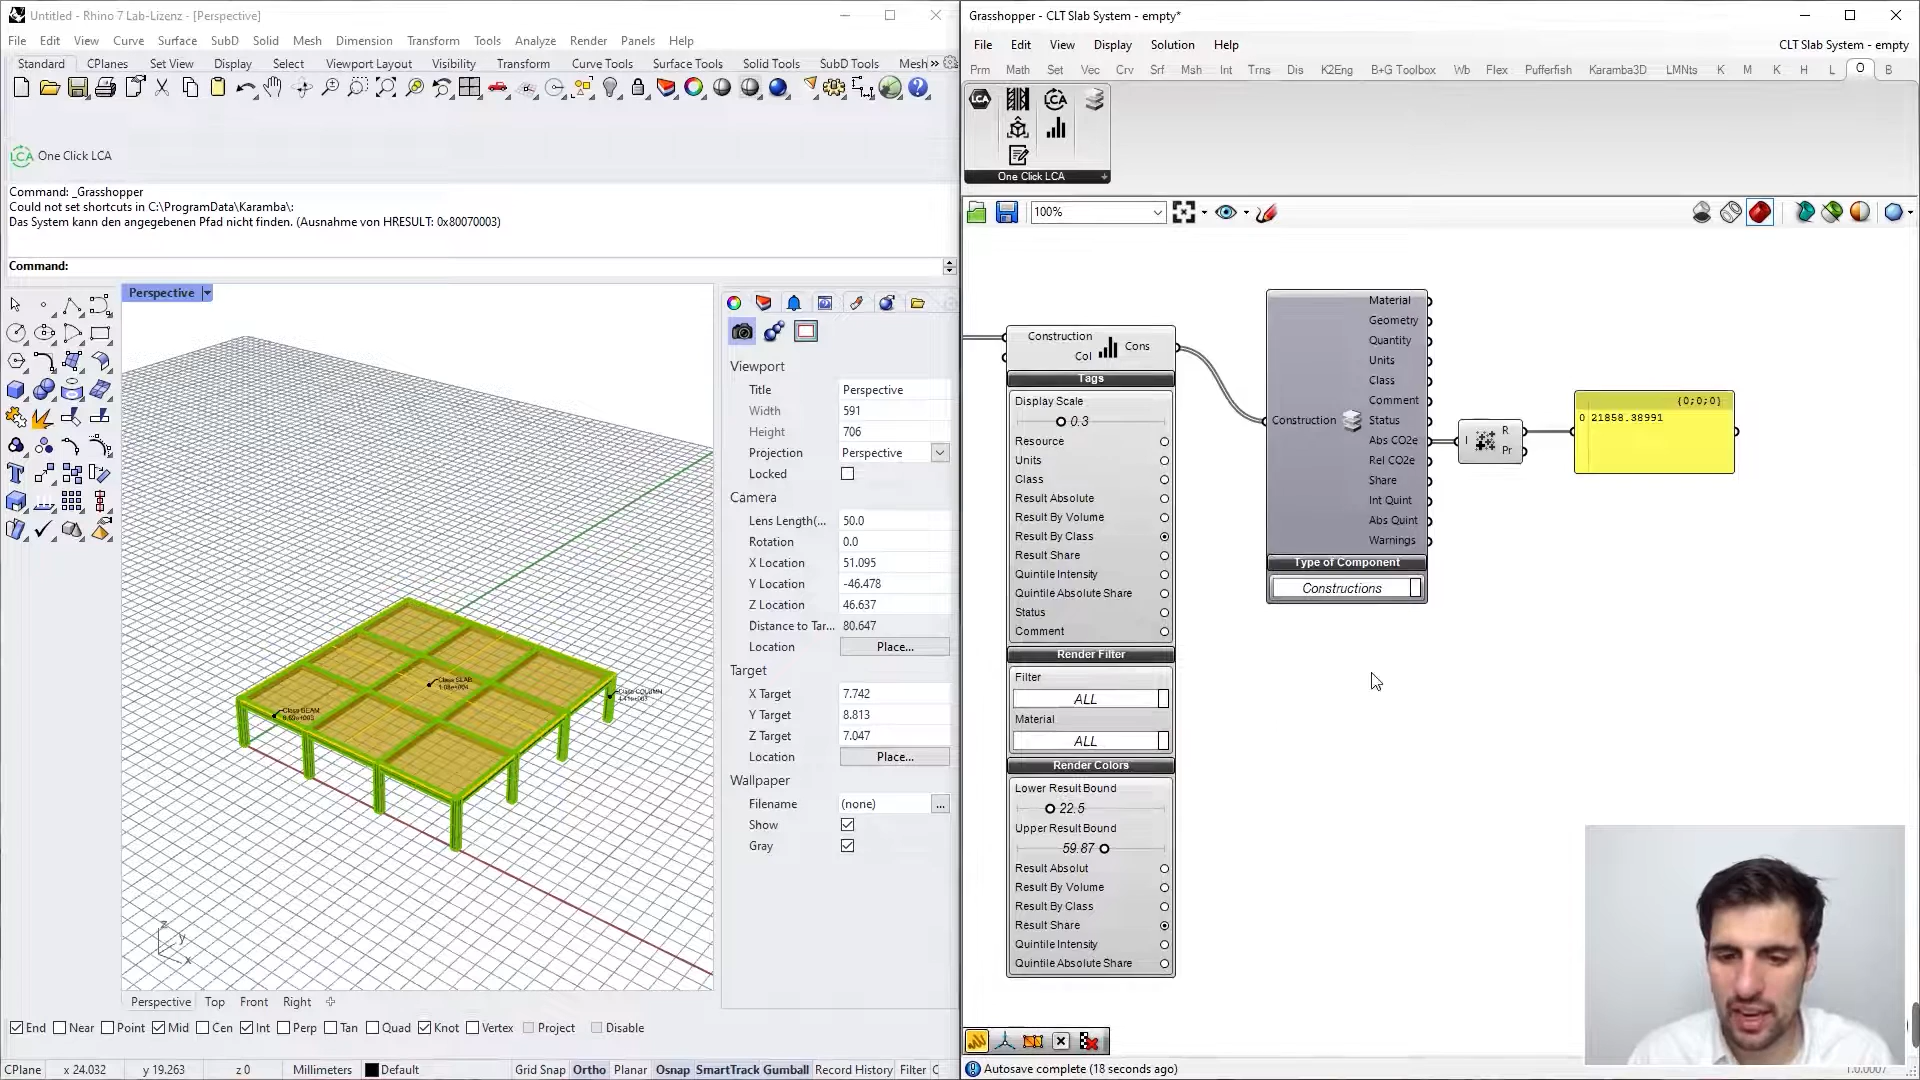 Untitled - Rhino 7 Lab-Lizenz - [Perspective]
File Edit View Curve Surface SubD Solid Mesh Dimension Transform Tools Analyze Render Panels Help
Standard CPlanes Set View Display Select Viewport Layout Visibility Transform Curve Tools Surface Tools Solid Tools SubD Tools Mesh
LCA One Click LCA
Command: _Grasshopper
Could not set shortcuts in C:\ProgramData\Karamba\:
Das System kann den angegebenen Pfad nicht finden. (Ausnahme von HRESULT: 0x80070003)
Command:
Perspective
Class SLAB
Class BEAM
Class COLUMN
z
y
x
Viewport
Title Perspective
Width 591
Height 706
Projection Perspective
Locked
Camera
Lens Length(... 50.0
Rotation 0.0
X Location 51.095
Y Location -46.478
Z Location 46.637
Distance to Tar... 80.647
Location Place...
Target
X Target 7.742
Y Target 8.813
Z Target 7.047
Location Place...
Wallpaper
Filename (none) ...
Show
Gray
Perspective Top Front Right
End Near Point Mid Cen Int Perp Tan Quad Knot Vertex Project Disable
CPlane x 24.032 y 19.263 z 0 Millimeters Default Grid Snap Ortho Planar Osnap SmartTrack Gumball Record History Filter C
Grasshopper - CLT Slab System - empty*
File Edit View Display Solution Help
CLT Slab System - empty
Prm Math Set Vec Crv Srf Msh Int Trns Dis K2Eng B+G Toolbox Wb Flex Pufferfish Karamba3D LMNts K M K H L O B
LCA
LCA
One Click LCA
100%
Construction
Col
Cons
Tags
Display Scale
0.3
Resource
Units
Class
Result Absolute
Result By Volume
Result By Class
Result Share
Quintile Intensity
Quintile Absolute Share
Status
Comment
Render Filter
Filter
ALL
Material
ALL
Render Colors
Lower Result Bound
22.5
Upper Result Bound
59.87
Result Absolut
Result By Volume
Result By Class
Result Share
Quintile Intensity
Quintile Absolute Share
Construction
Material
Geometry
Quantity
Units
Class
Comment
Status
Abs CO2e
Rel CO2e
Share
Int Quint
Abs Quint
Warnings
Type of Component
Constructions
I
R
Pr
{0;0;0}
0 21858.38991
Autosave complete (18 seconds ago)
1.0.0007